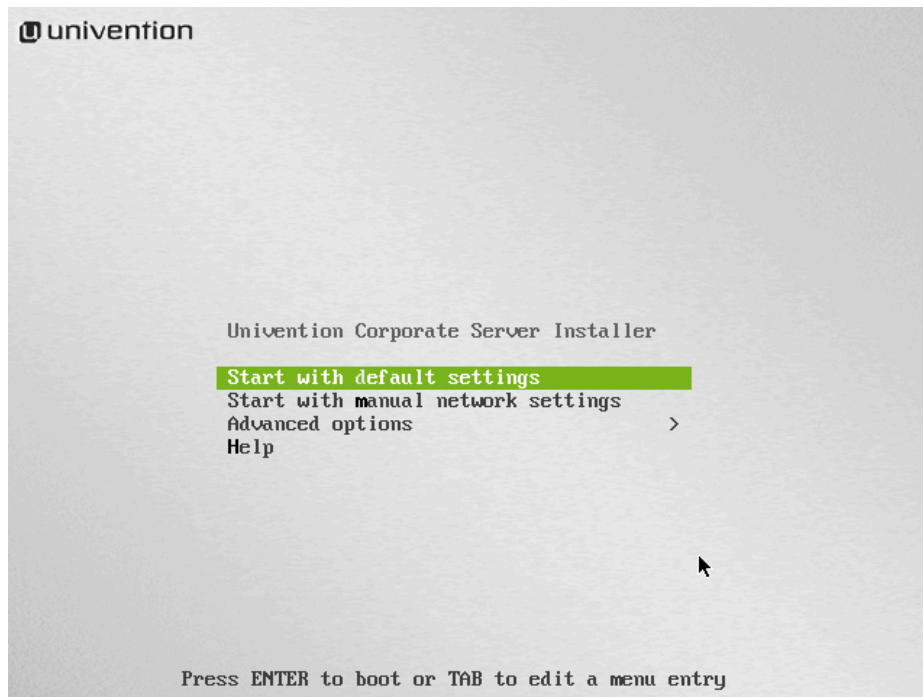 univention
Univention Corporate Server Installer
Start with default settings
Start with manual network settings
Advanced options >
Help
Press ENTER to boot or TAB to edit a menu entry